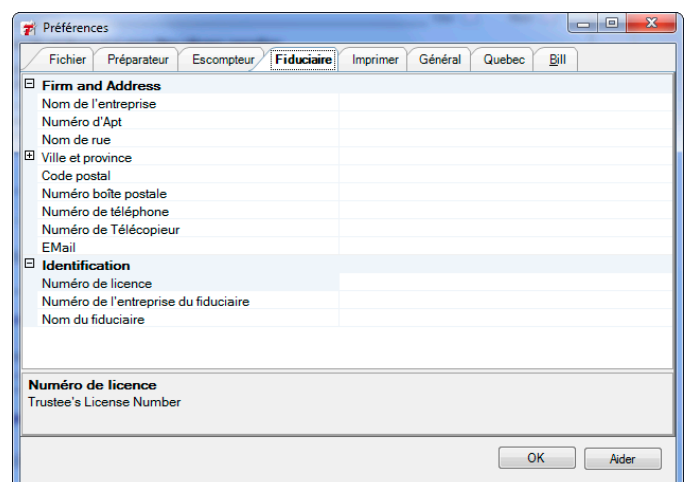 Préférences
Fichier Préparateur Escompteur Fiduciaire Imprimer Général Quebec Bill
Firm and Address
Nom de l'entreprise
Numéro d'Apt
Nom de rue
Ville et province
Code postal
Numéro boîte postale
Numéro de téléphone
Numéro de Télécopieur
EMail
Identification
Numéro de licence
Numéro de l'entreprise du fiduciaire
Nom du fiduciaire
Numéro de licence
Trustee's License Number
OK Aider